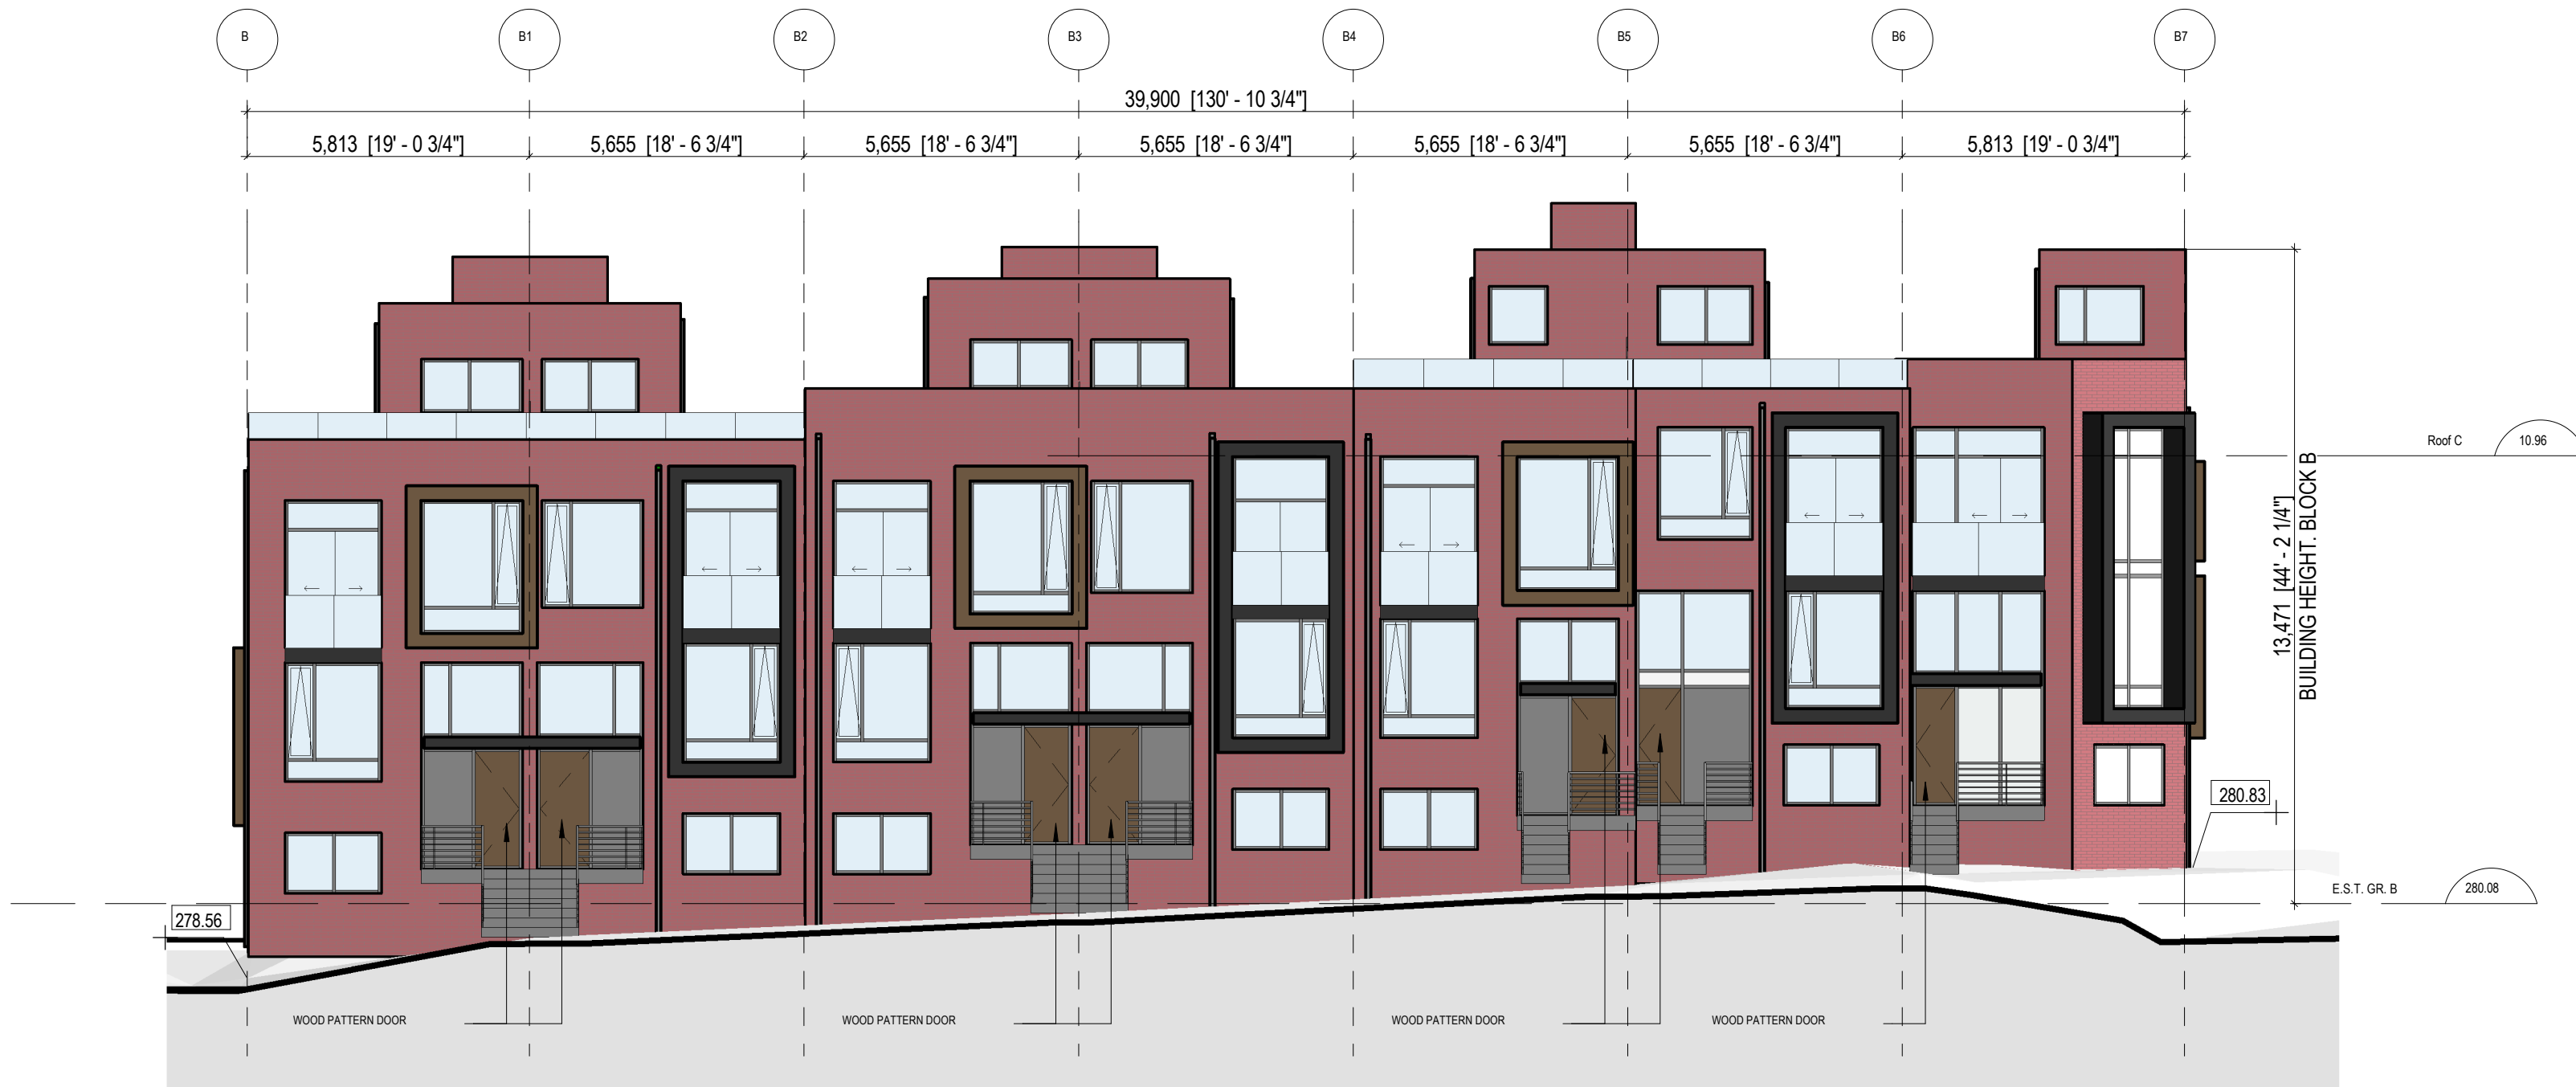 B
B1
B2
B3
B4
B5
B6
B7
39,900 [130' - 10 3/4"]
5,813 [19' - 0 3/4"]
5,655 [18' - 6 3/4"]
5,655 [18' - 6 3/4"]
5,655 [18' - 6 3/4"]
5,655 [18' - 6 3/4"]
5,655 [18' - 6 3/4"]
5,813 [19' - 0 3/4"]
Roof C
10.96
13,471 [44' - 2 1/4"]
BUILDING HEIGHT. BLOCK B
280.83
E.S.T. GR. B
280.08
278.56
WOOD PATTERN DOOR
WOOD PATTERN DOOR
WOOD PATTERN DOOR
WOOD PATTERN DOOR